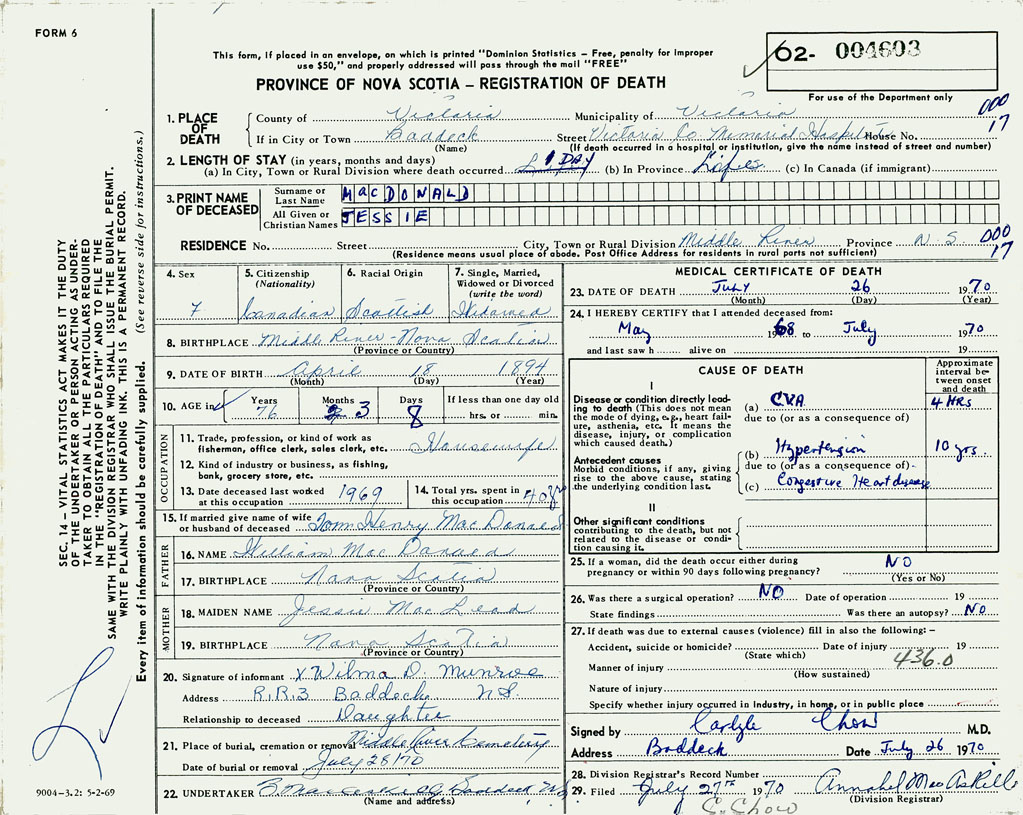 FORM 6
This form, if placed in an envelope, on which is printed "Dominion Statistics – Free, penalty for improper
use $50," and properly addressed will pass through the mail "FREE"
62- 004603
PROVINCE OF NOVA SCOTIA – REGISTRATION OF DEATH
For use of the Department only
1. PLACE OF DEATH
County of Victoria Municipality of Victoria 000
If in City or Town Baddeck Street Victoria Co. Memorial Hospital House No. 17
(Name) (If death occurred in a hospital or institution, give the name instead of street and number)
2. LENGTH OF STAY (in years, months and days)
(a) In City, Town or Rural Division where death occurred 1 DAY (b) In Province Lifes (c) In Canada (if immigrant)
3. PRINT NAME OF DECEASED
Surname or Last Name MACDONALD
All Given or Christian Names JESSIE
RESIDENCE No. Street City, Town or Rural Division Middle River Province N S 000
(Residence means usual place of abode. Post Office Address for residents in rural parts not sufficient) 17
4. Sex 5. Citizenship (Nationality) 6. Racial Origin 7. Single, Married, Widowed or Divorced (write the word)
7 Canadian Scottish Widowed
8. BIRTHPLACE Middle River - Nova Scotia
(Province or Country)
9. DATE OF BIRTH April 18 1894
(Month) (Day) (Year)
10. AGE in Years Months Days If less than one day old
76 3 8 hrs. or min.
OCCUPATION
11. Trade, profession, or kind of work as
fisherman, office clerk, sales clerk, etc. Housewife
12. Kind of industry or business, as fishing,
bank, grocery store, etc.
13. Date deceased last worked at this occupation 1969 14. Total yrs. spent in this occupation 40
15. If married give name of wife
or husband of deceased Tom Henry MacDonald
FATHER
16. NAME William MacDonald
17. BIRTHPLACE Nova Scotia
(Province or Country)
MOTHER
18. MAIDEN NAME Jessie MacLeod
19. BIRTHPLACE Nova Scotia
(Province or Country)
20. Signature of informant x Wilma D. Munroe
Address R.R.3 Baddeck N.S.
Relationship to deceased Daughter
21. Place of burial, cremation or removal Middle River Cemetery
Date of burial or removal July 28/70
22. UNDERTAKER Baddeck N.S.
(Name and address)
MEDICAL CERTIFICATE OF DEATH
23. DATE OF DEATH July 26 1970
(Month) (Day) (Year)
24. I HEREBY CERTIFY that I attended deceased from:
May 1968 to July 1970
and last saw h alive on 19
CAUSE OF DEATH
Approximate interval between onset and death
I
Disease or condition directly leading to death (This does not mean the mode of dying, e.g., heart failure, asthenia, etc. It means the disease, injury, or complication which caused death.)
(a) CVA 4 HRS
due to (or as a consequence of)
Antecedent causes
Morbid conditions, if any, giving rise to the above cause, stating the underlying condition last.
(b) Hypertension 10 yrs.
due to (or as a consequence of)
(c) Congestive Heart disease
II
Other significant conditions
contributing to the death, but not related to the disease or condition causing it.
25. If a woman, did the death occur either during
pregnancy or within 90 days following pregnancy? NO
(Yes or No)
26. Was there a surgical operation? NO Date of operation 19
State findings Was there an autopsy? NO
27. If death was due to external causes (violence) fill in also the following: –
Accident, suicide or homicide? Date of injury 19
(State which) 436.0
Manner of injury
(How sustained)
Nature of injury
Specify whether injury occurred in industry, in home, or in public place
Signed by Carlyle Chow M.D.
Address Baddeck Date July 26 1970
28. Division Registrar's Record Number
29. Filed July 27th 1970 Annabel MacAskill
(Division Registrar)
C. Chow
SEC. 14 – VITAL STATISTICS ACT MAKES IT THE DUTY
OF THE UNDERTAKER OR PERSON ACTING AS UNDER-
TAKER TO OBTAIN ALL THE PARTICULARS REQUIRED
IN THE "REGISTRATION OF DEATH" AND TO FILE THE
SAME WITH THE DIVISION REGISTRAR WHO SHALL ISSUE THE BURIAL PERMIT.
WRITE PLAINLY WITH UNFADING INK. THIS IS A PERMANENT RECORD.
Every item of information should be carefully supplied. (See reverse side for instructions.)
9004–3.2: 5-2-69